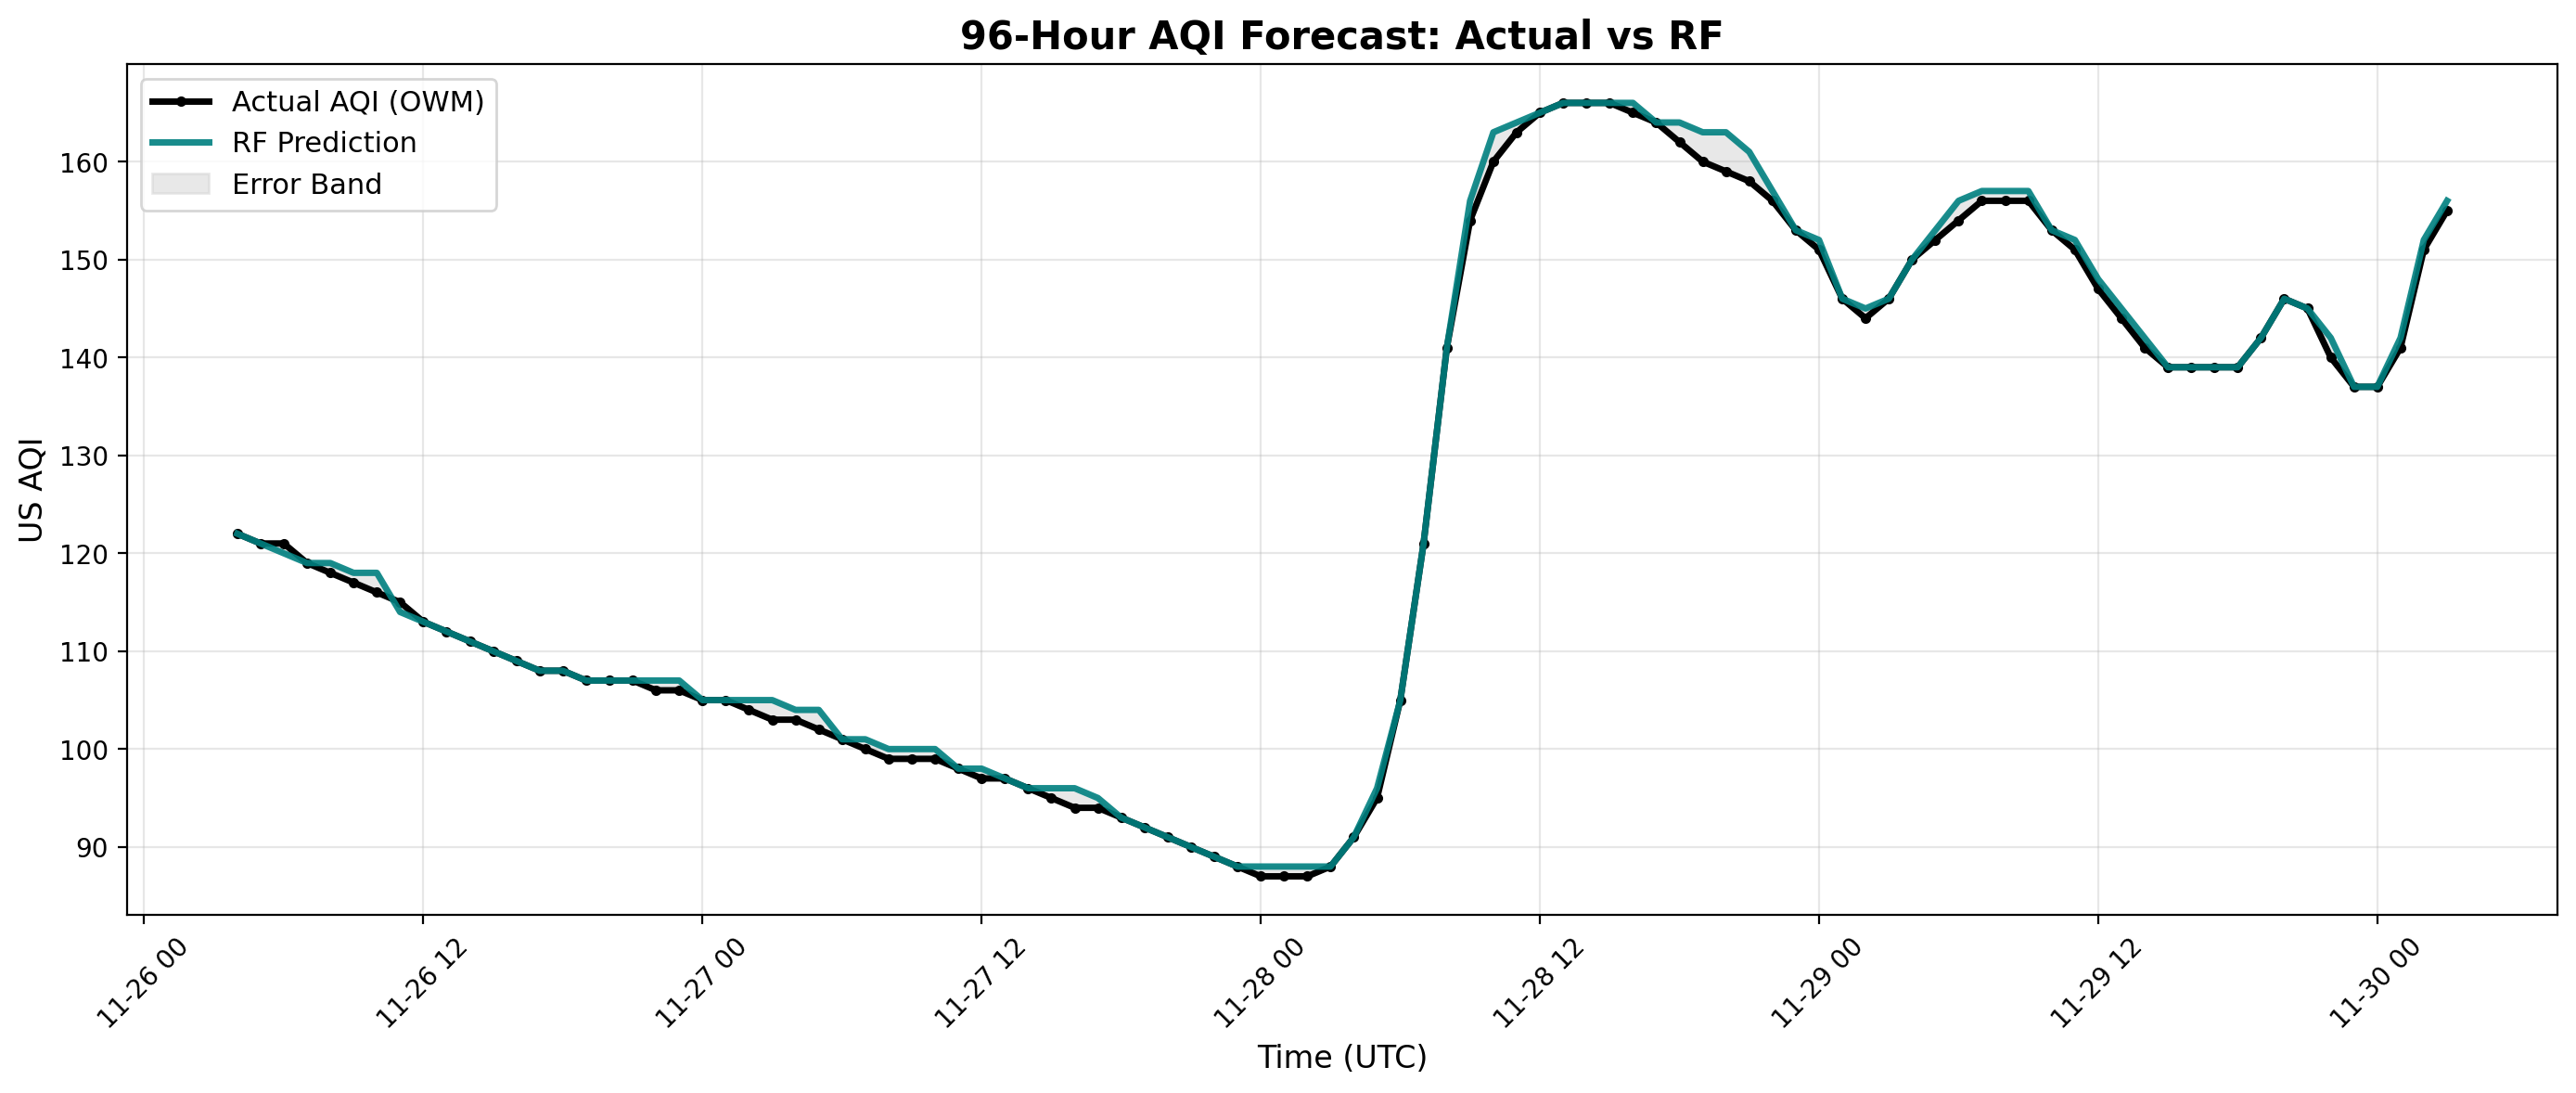 96-Hour AQI Forecast: Actual vs RF
Actual AQI (OWM)
RF Prediction
Error Band
US AQI
160
150
140
130
120
110
100
90
11-26 00
11-26 12
11-27 00
11-27 12
11-28 00
11-28 12
11-29 00
11-29 12
11-30 00
Time (UTC)